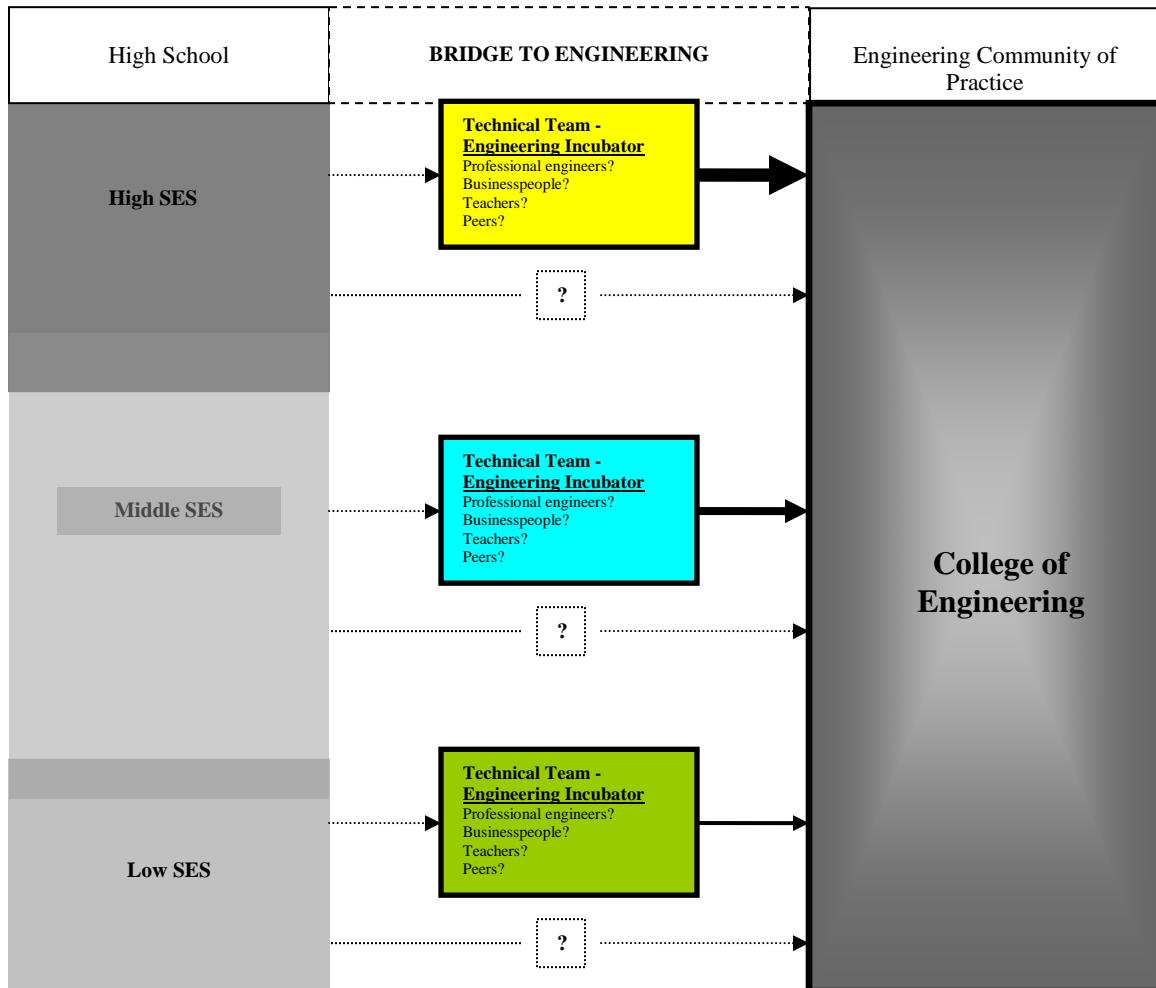 High School
BRIDGE TO ENGINEERING
Engineering Community of
Practice
High SES
Technical Team -
Engineering Incubator
Professional engineers?
Businesspeople?
Teachers?
Peers?
?
Middle SES
Technical Team -
Engineering Incubator
Professional engineers?
Businesspeople?
Teachers?
Peers?
?
College of
Engineering
Low SES
Technical Team -
Engineering Incubator
Professional engineers?
Businesspeople?
Teachers?
Peers?
?